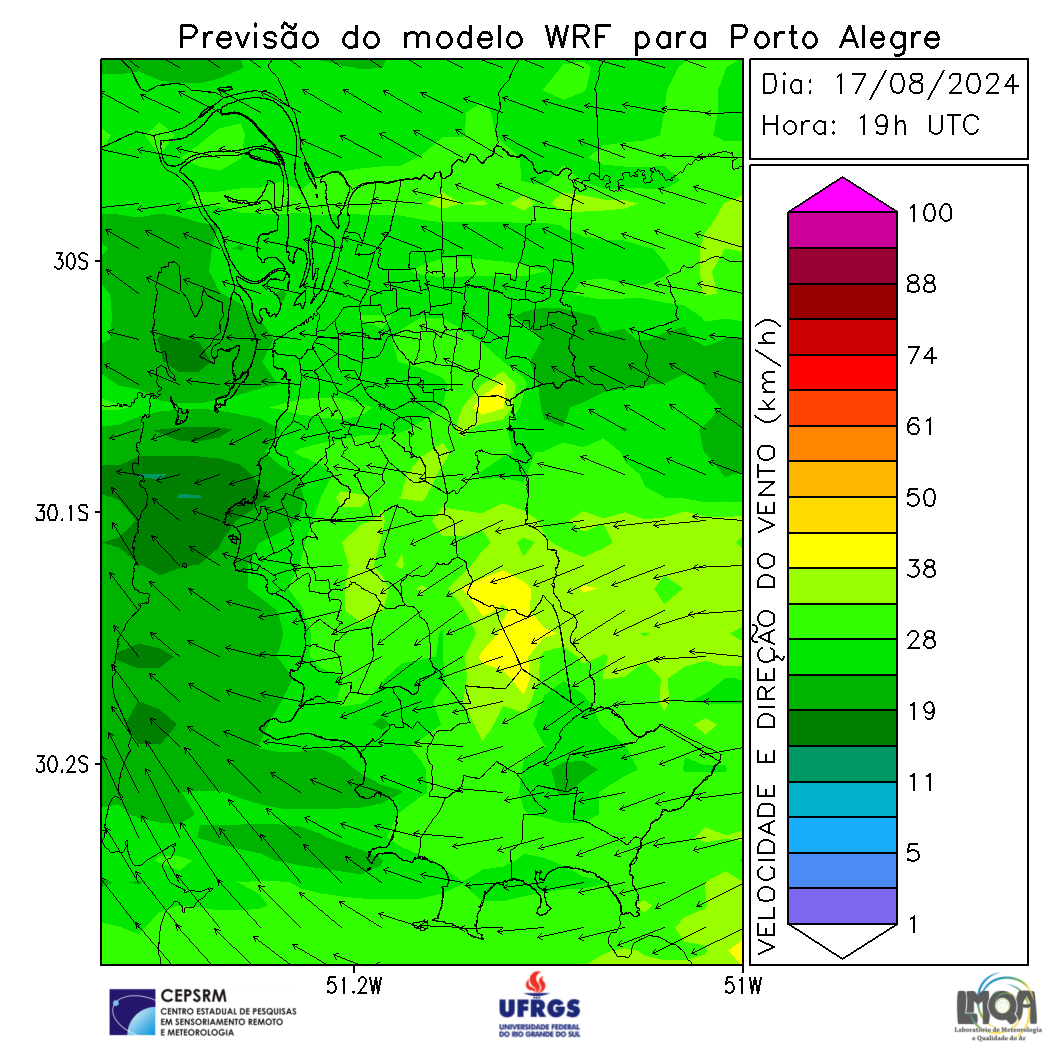 Previsão do modelo WRF para Porto Alegre
Dia: 17/08/2024
Hora: 19h UTC
30S
30.1S
30.2S
51.2W
51W
VELOCIDADE E DIREÇÃO DO VENTO (km/h)
100
88
74
61
50
38
28
19
11
5
1
CEPSRM
CENTRO ESTADUAL DE PESQUISAS
EM SENSORIAMENTO REMOTO
E METEOROLOGIA
UFRGS
UNIVERSIDADE FEDERAL
DO RIO GRANDE DO SUL
LMQA
Laboratório de Meteorologia
e Qualidade do Ar